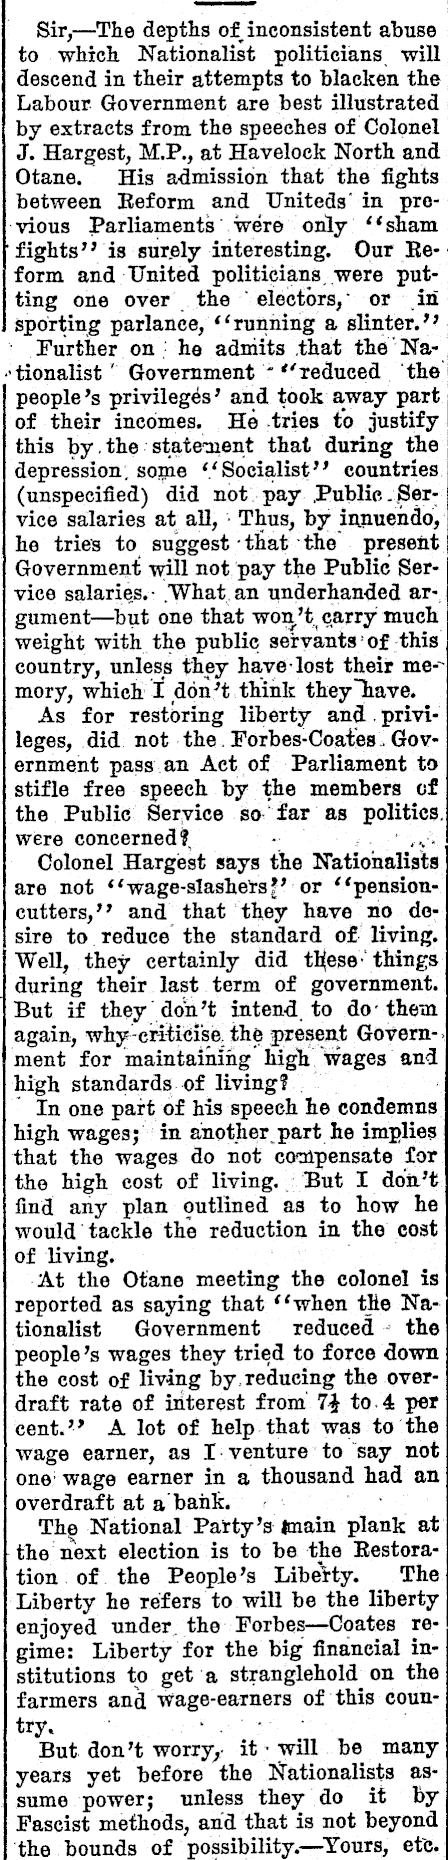 Sir,—The depths of inconsistent abuse
to which Nationalist politicians will
descend in their attempts to blacken the
Labour Government are best illustrated
by extracts from the speeches of Colonel
J. Hargest, M.P., at Havelock North and
Otane. His admission that the fights
between Reform and Uniteds in pre-
vious Parliaments were only "sham
fights" is surely interesting. Our Re-
form and United politicians were put-
ting one over the electors, or in
sporting parlance, "running a slinter."
Further on he admits that the Na-
tionalist Government "reduced the
people's privileges' and took away part
of their incomes. He tries to justify
this by the statement that during the
depression some "Socialist" countries
(unspecified) did not pay Public Ser-
vice salaries at all, Thus, by innuendo,
he tries to suggest that the present
Government will not pay the Public Ser-
vice salaries. What an underhanded ar-
gument—but one that won't carry much
weight with the public servants of this
country, unless they have lost their me-
mory, which I don't think they have.
As for restoring liberty and privi-
leges, did not the Forbes-Coates Gov-
ernment pass an Act of Parliament to
stifle free speech by the members of
the Public Service so far as politics
were concerned?
Colonel Hargest says the Nationalists
are not "wage-slashers" or "pension-
cutters," and that they have no de-
sire to reduce the standard of living.
Well, they certainly did these things
during their last term of government.
But if they don't intend to do them
again, why criticise the present Govern-
ment for maintaining high wages and
high standards of living?
In one part of his speech he condemns
high wages; in another part he implies
that the wages do not compensate for
the high cost of living. But I don't
find any plan outlined as to how he
would tackle the reduction in the cost
of living.
At the Otane meeting the colonel is
reported as saying that "when the Na-
tionalist Government reduced the
people's wages they tried to force down
the cost of living by reducing the over-
draft rate of interest from 7½ to 4 per
cent." A lot of help that was to the
wage earner, as I venture to say not
one wage earner in a thousand had an
overdraft at a bank.
The National Party's main plank at
the next election is to be the Restora-
tion of the People's Liberty. The
Liberty he refers to will be the liberty
enjoyed under the Forbes—Coates re-
gime: Liberty for the big financial in-
stitutions to get a stranglehold on the
farmers and wage-earners of this coun-
try.
But don't worry, it will be many
years yet before the Nationalists as-
sume power; unless they do it by
Fascist methods, and that is not beyond
the bounds of possibility.—Yours, etc.